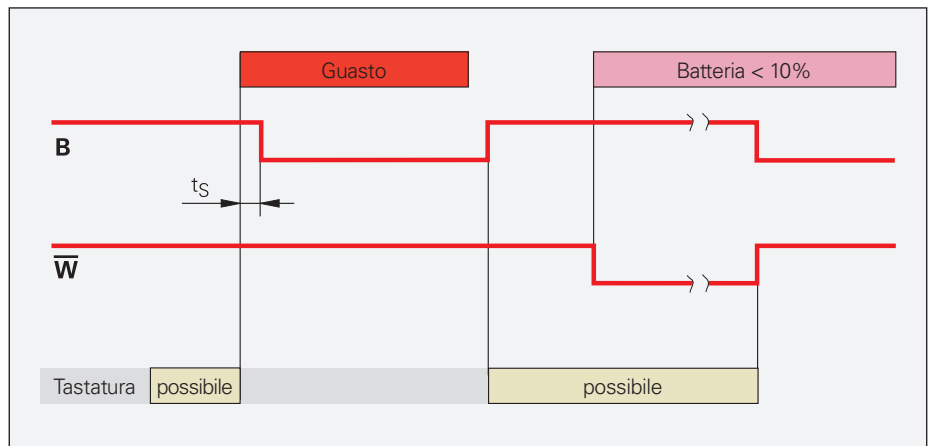 Guasto
Batteria < 10%
B
tS
W̅
Tastatura
possibile
possibile